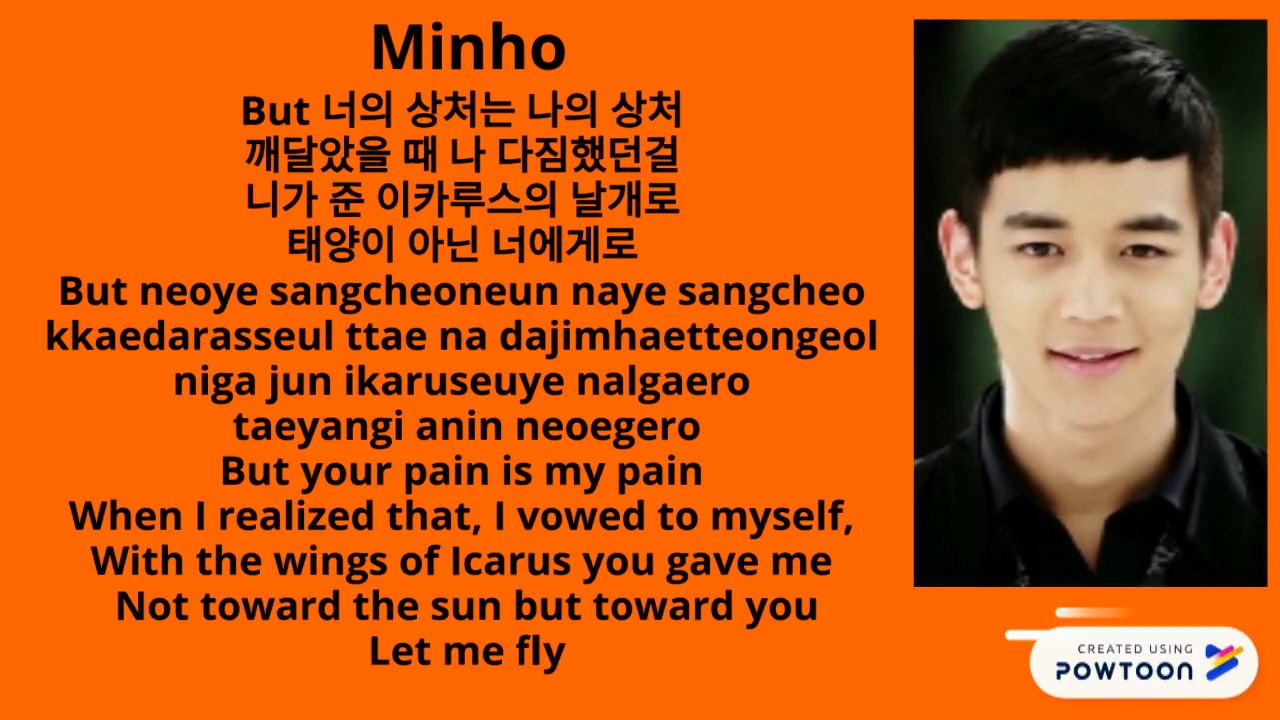 Minho
But 너의 상처는 나의 상처
깨달았을 때 나 다짐했던걸
니가 준 이카루스의 날개로
태양이 아닌 너에게로
But neoye sangcheoneun naye sangcheo
kkaedarasseul ttae na dajimhaetteongeol
niga jun ikaruseuye nalgaero
taeyangi anin neoegero
But your pain is my pain
When I realized that, I vowed to myself,
With the wings of Icarus you gave me
Not toward the sun but toward you
Let me fly
CREATED USING
POWTOON